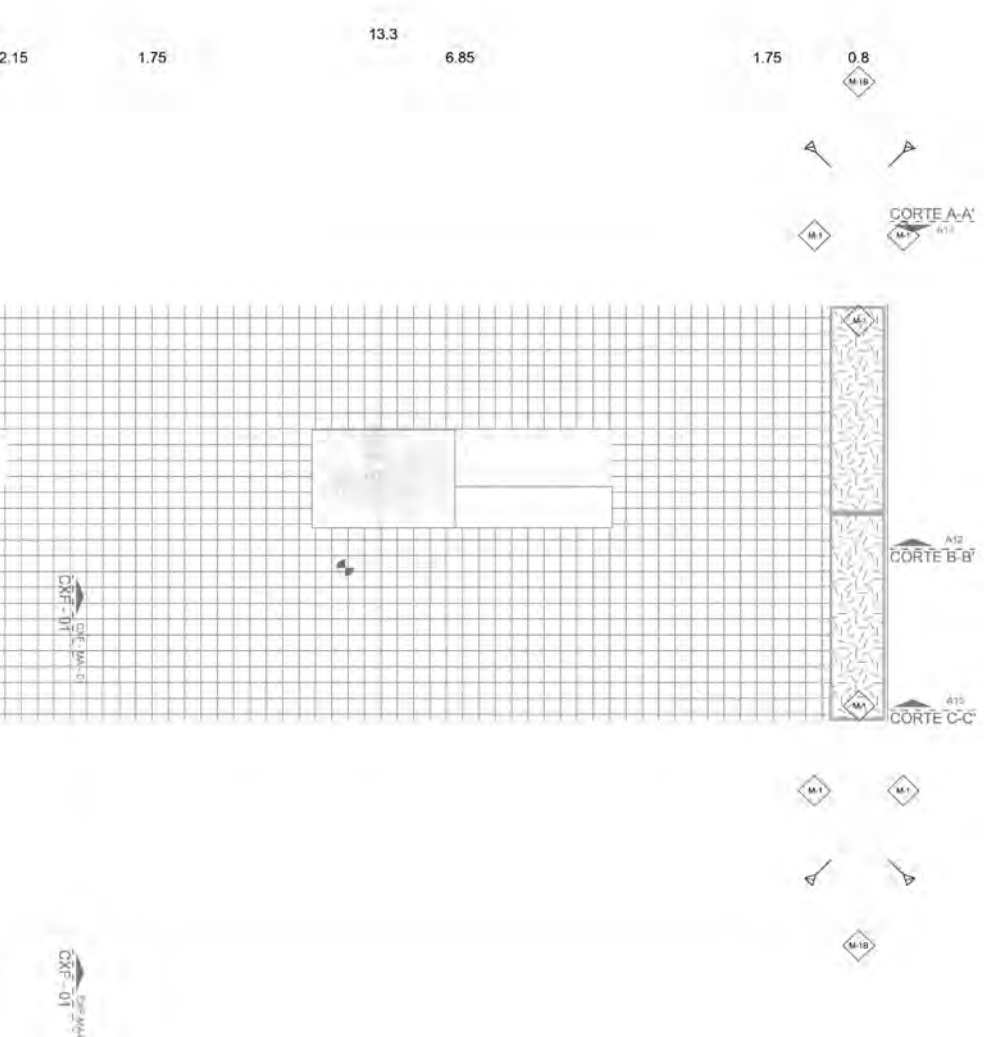 13.3
2.15 1.75 6.85 1.75 0.8
M-1B
CORTE A-A'
M-1 M-1
M-1
A12
CORTE B-B'
CXF - 01
M-1
A15
CORTE C-C'
M-1 M-1
M-1B
CXF - 01